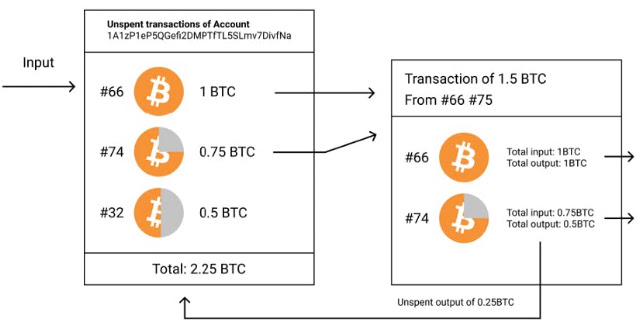 Unspent transactions of Account
1A1zP1eP5QGefi2DMPTfTL5SLmv7DivfNa
Input
#66 1 BTC
#74 0.75 BTC
#32 0.5 BTC
Total: 2.25 BTC
Transaction of 1.5 BTC
From #66 #75
#66
Total input: 1BTC
Total output: 1BTC
#74
Total input: 0.75BTC
Total output: 0.5BTC
Unspent output of 0.25BTC